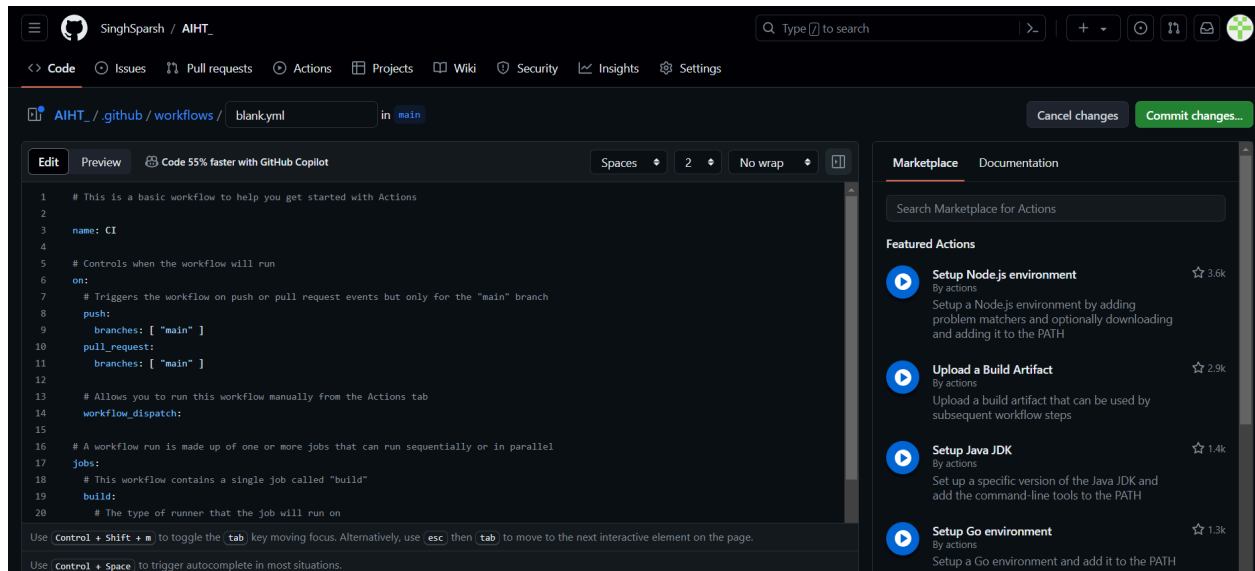 SinghSparsh / AIHT_
Type / to search
Code Issues Pull requests Actions Projects Wiki Security Insights Settings
AIHT_ / .github / workflows / blank.yml in main
Cancel changes Commit changes...
Edit Preview Code 55% faster with GitHub Copilot Spaces 2 No wrap
1 # This is a basic workflow to help you get started with Actions
2
3 name: CI
4
5 # Controls when the workflow will run
6 on:
7 # Triggers the workflow on push or pull request events but only for the "main" branch
8 push:
9 branches: [ "main" ]
10 pull_request:
11 branches: [ "main" ]
12
13 # Allows you to run this workflow manually from the Actions tab
14 workflow_dispatch:
15
16 # A workflow run is made up of one or more jobs that can run sequentially or in parallel
17 jobs:
18 # This workflow contains a single job called "build"
19 build:
20 # The type of runner that the job will run on
Use Control + Shift + m to toggle the tab key moving focus. Alternatively, use esc then tab to move to the next interactive element on the page.
Use Control + Space to trigger autocomplete in most situations.
Marketplace Documentation
Search Marketplace for Actions
Featured Actions
Setup Node.js environment 3.6k
By actions
Setup a Node.js environment by adding
problem matchers and optionally downloading
and adding it to the PATH
Upload a Build Artifact 2.9k
By actions
Upload a build artifact that can be used by
subsequent workflow steps
Setup Java JDK 1.4k
By actions
Set up a specific version of the Java JDK and
add the command-line tools to the PATH
Setup Go environment 1.3k
By actions
Setup a Go environment and add it to the PATH